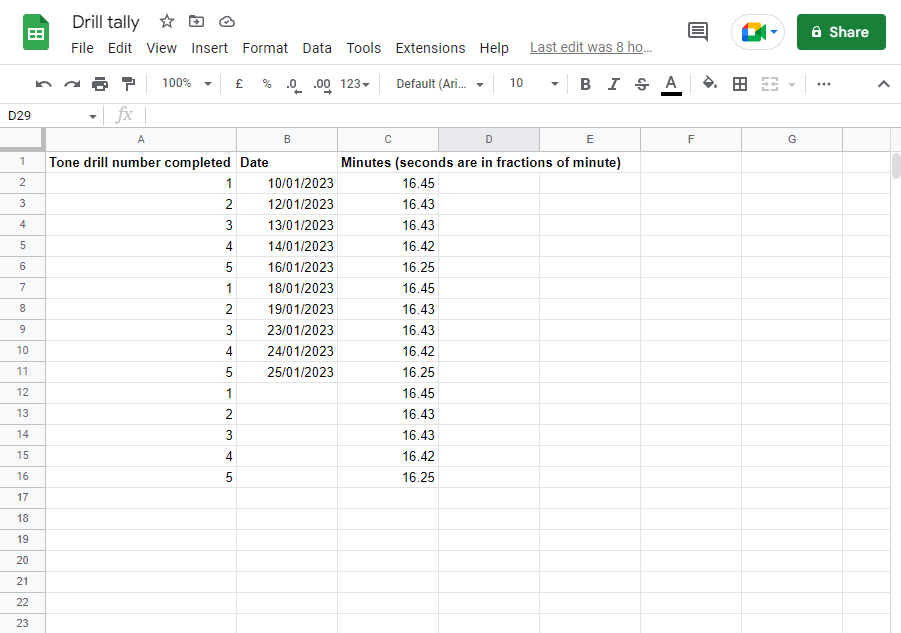 Drill tally
File Edit View Insert Format Data Tools Extensions Help Last edit was 8 ho…
Share
100% £ % .0 .00 123 Default (Ari... 10 B I S A
D29 fx
A B C D E F G
1 Tone drill number completed Date Minutes (seconds are in fractions of minute)
2 1 10/01/2023 16.45
3 2 12/01/2023 16.43
4 3 13/01/2023 16.43
5 4 14/01/2023 16.42
6 5 16/01/2023 16.25
7 1 18/01/2023 16.45
8 2 19/01/2023 16.43
9 3 23/01/2023 16.43
10 4 24/01/2023 16.42
11 5 25/01/2023 16.25
12 1 16.45
13 2 16.43
14 3 16.43
15 4 16.42
16 5 16.25
17
18
19
20
21
22
23